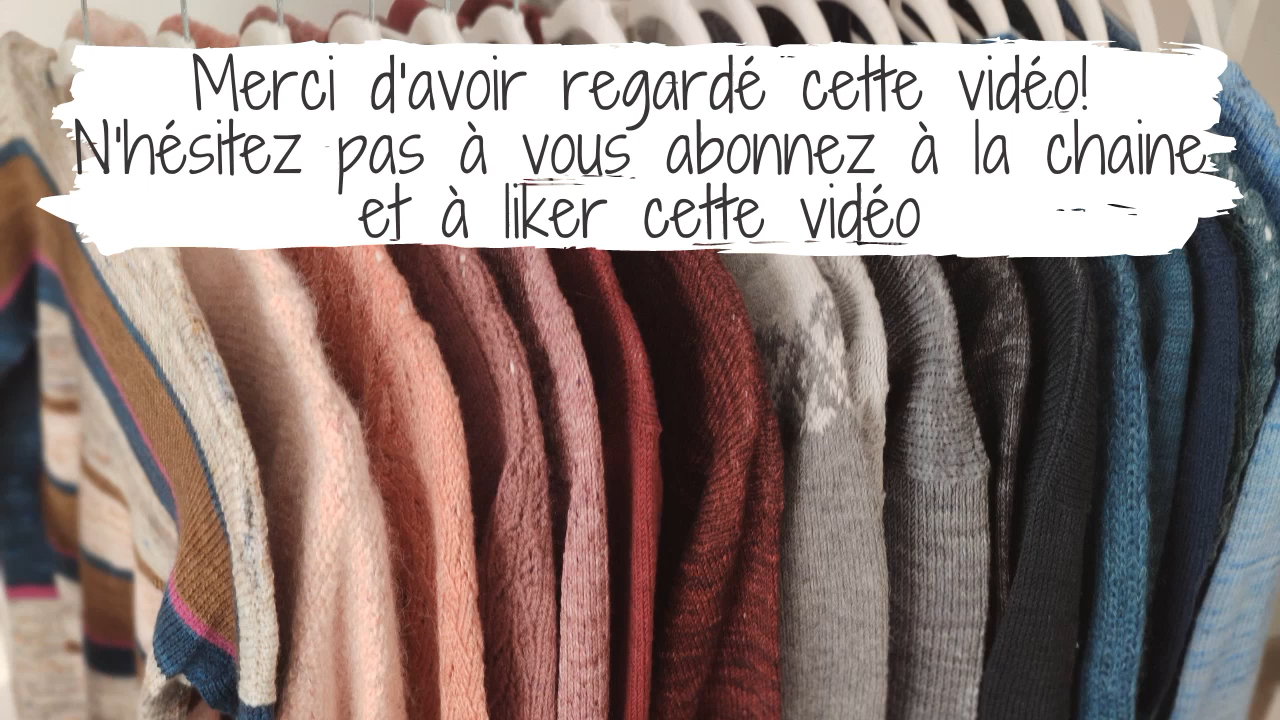 Merci d'avoir regardé cette vidéo!
N'hésitez pas à vous abonnez à la chaine
et à liker cette vidéo